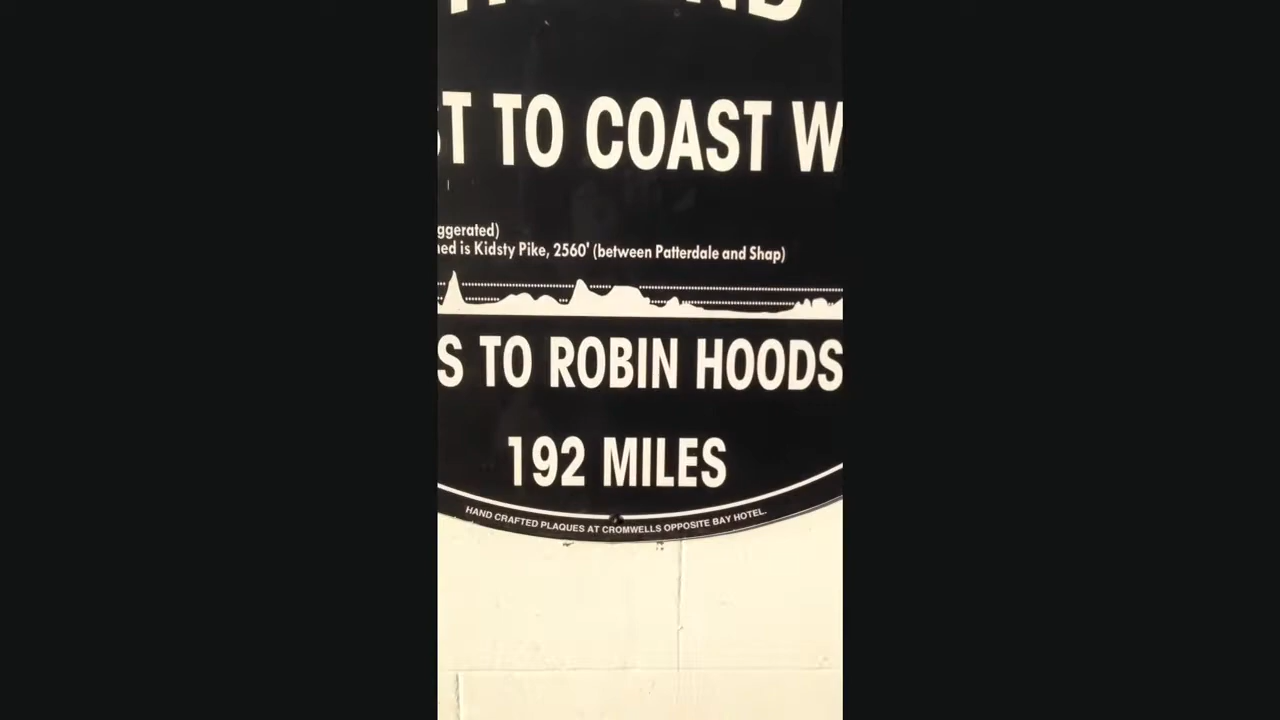 T TO COAST W
ggerated)
ned is Kidsty Pike, 2560' (between Patterdale and Shap)
S TO ROBIN HOODS
192 MILES
HAND CRAFTED PLAQUES AT CROMWELLS OPPOSITE BAY HOTEL.